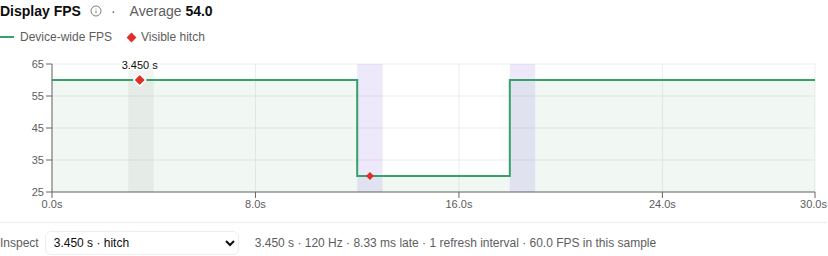 Display FPS ⓘ · Average 54.0
Device-wide FPS Visible hitch
3.450 s
65
55
45
35
25
0.0s 8.0s 16.0s 24.0s 30.0s
Inspect 3.450 s · hitch 3.450 s · 120 Hz · 8.33 ms late · 1 refresh interval · 60.0 FPS in this sample